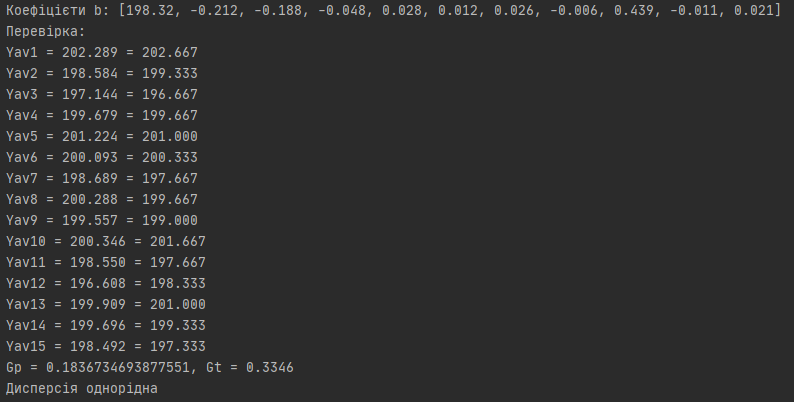 Коефіцієти b: [198.32, -0.212, -0.188, -0.048, 0.028, 0.012, 0.026, -0.006, 0.439, -0.011, 0.021]
Перевірка:
Yav1 = 202.289 = 202.667
Yav2 = 198.584 = 199.333
Yav3 = 197.144 = 196.667
Yav4 = 199.679 = 199.667
Yav5 = 201.224 = 201.000
Yav6 = 200.093 = 200.333
Yav7 = 198.689 = 197.667
Yav8 = 200.288 = 199.667
Yav9 = 199.557 = 199.000
Yav10 = 200.346 = 201.667
Yav11 = 198.550 = 197.667
Yav12 = 196.608 = 198.333
Yav13 = 199.909 = 201.000
Yav14 = 199.696 = 199.333
Yav15 = 198.492 = 197.333
Gp = 0.1836734693877551, Gt = 0.3346
Дисперсія однорідна